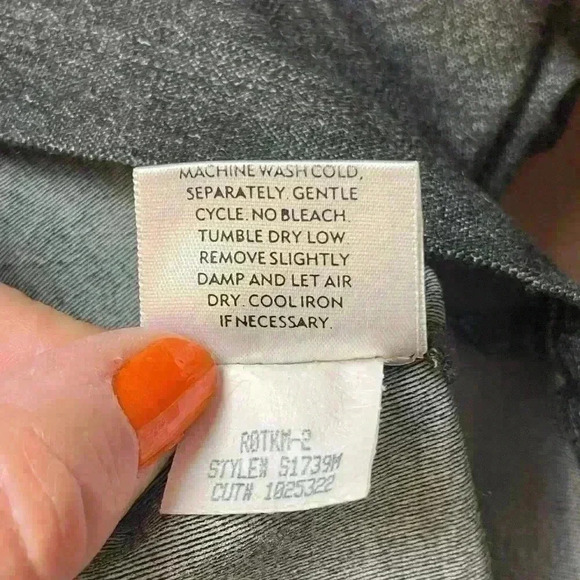 MACHINE WASH COLD,
SEPARATELY. GENTLE
CYCLE. NO BLEACH.
TUMBLE DRY LOW
REMOVE SLIGHTLY
DAMP AND LET AIR
DRY. COOL IRON
IF NECESSARY.
R0TKM-2
STYLE# S1739M
CUT# 1025322